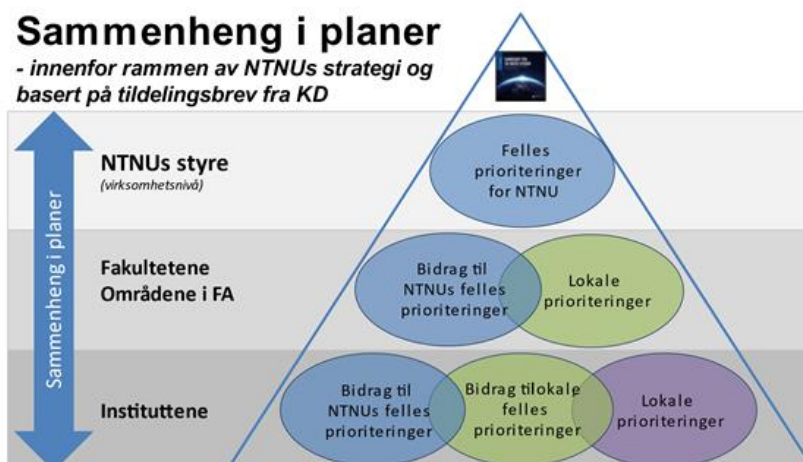 Sammenheng i planer
- innenfor rammen av NTNUs strategi og
basert på tildelingsbrev fra KD
Sammenheng i planer
NTNUs styre
(virksomhetsnivå)
Felles
prioriteringer
for NTNU
Fakultetene
Områdene i FA
Bidrag til
NTNUs felles
prioriteringer
Lokale
prioriteringer
Instituttene
Bidrag til
NTNUs felles
prioriteringer
Bidrag tilokale
felles
prioriteringer
Lokale
prioriteringer